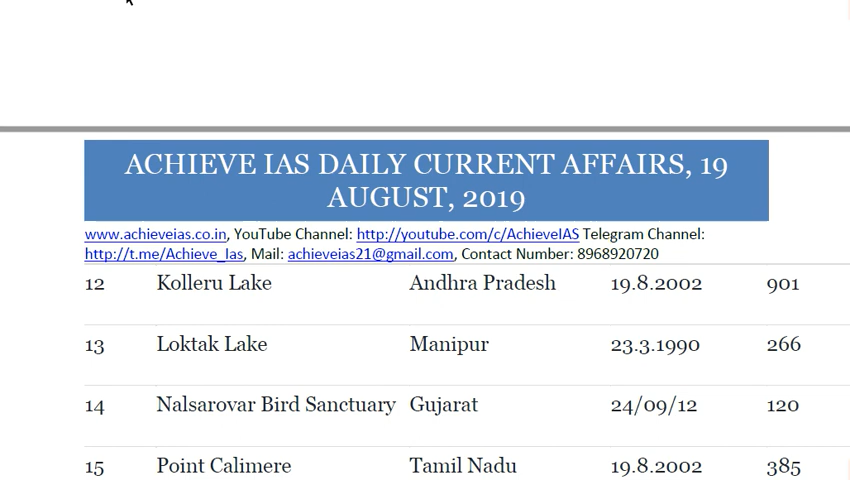 ACHIEVE IAS DAILY CURRENT AFFAIRS, 19
AUGUST, 2019
www.achieveias.co.in, YouTube Channel: http://youtube.com/c/AchieveIAS Telegram Channel:
http://t.me/Achieve_Ias, Mail: achieveias21@gmail.com, Contact Number: 8968920720
12 Kolleru Lake Andhra Pradesh 19.8.2002 901
13 Loktak Lake Manipur 23.3.1990 266
14 Nalsarovar Bird Sanctuary Gujarat 24/09/12 120
15 Point Calimere Tamil Nadu 19.8.2002 385